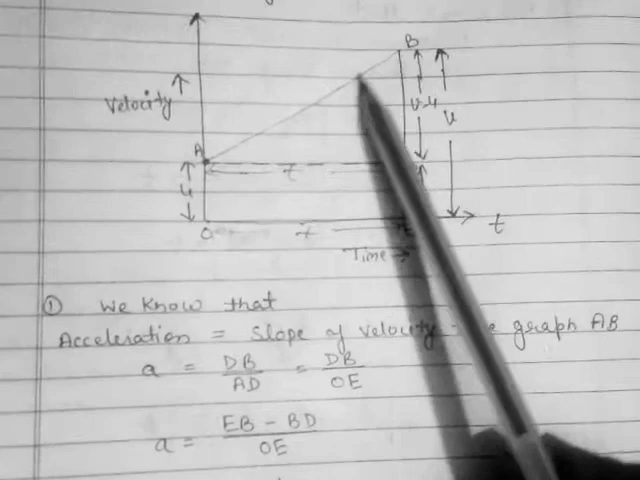 B
Velocity
v-u
v
A
u
t
O
t
t
Time →
① We know that
Acceleration = Slope of velocity graph AB
a = DB/AD = DB/OE
a = EB - BD/OE